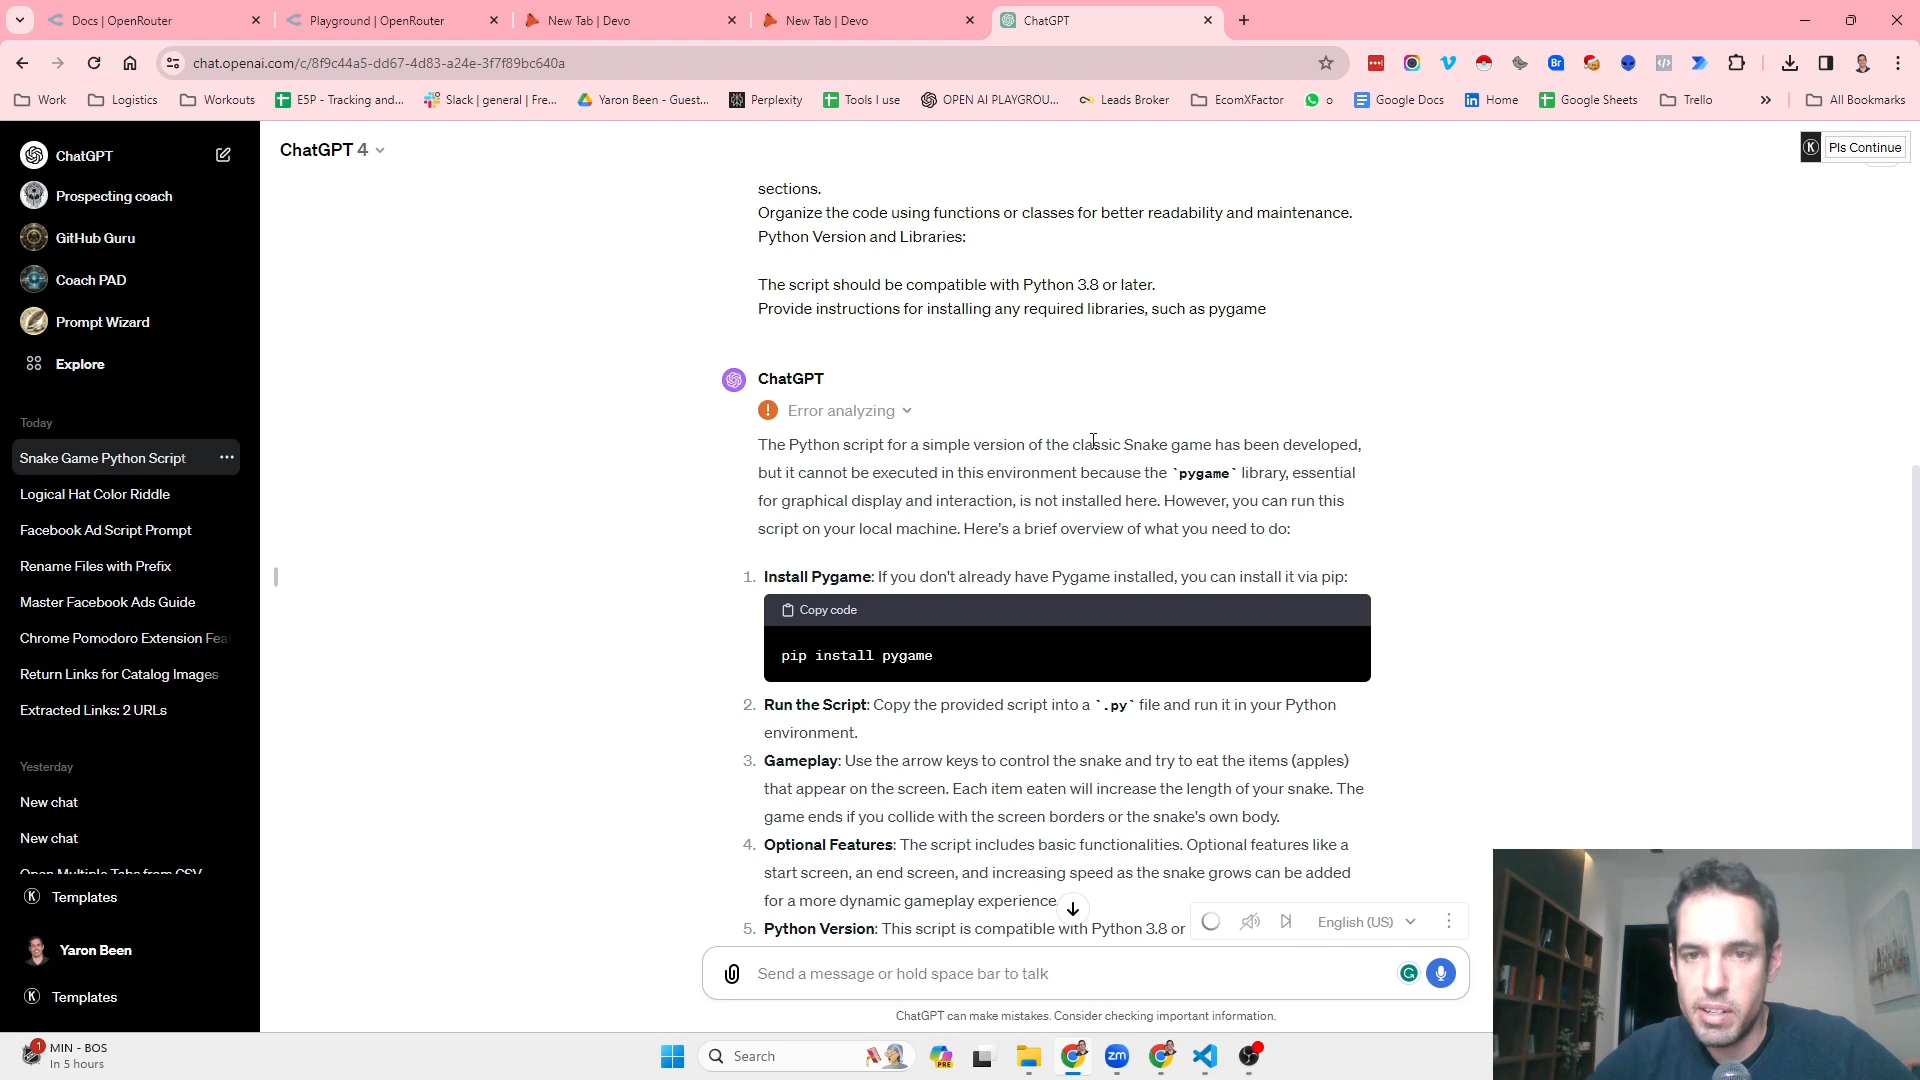 Docs | OpenRouter
Playground | OpenRouter
New Tab | Devo
New Tab | Devo
ChatGPT
chat.openai.com/c/8f9c44a5-dd67-4d83-a24e-3f7f89bc640a
Work
Logistics
Workouts
E5P - Tracking and...
Slack | general | Fre...
Yaron Been - Guest...
Perplexity
Tools I use
OPEN AI PLAYGROU...
Leads Broker
EcomXFactor
o
Google Docs
Home
Google Sheets
Trello
All Bookmarks
ChatGPT
Prospecting coach
GitHub Guru
Coach PAD
Prompt Wizard
Explore
Today
Snake Game Python Script
Logical Hat Color Riddle
Facebook Ad Script Prompt
Rename Files with Prefix
Master Facebook Ads Guide
Chrome Pomodoro Extension Fea
Return Links for Catalog Images
Extracted Links: 2 URLs
Yesterday
New chat
New chat
Open Multiple Tabs from CSV
Templates
Yaron Been
Templates
ChatGPT 4
Pls Continue
sections.
Organize the code using functions or classes for better readability and maintenance.
Python Version and Libraries:
The script should be compatible with Python 3.8 or later.
Provide instructions for installing any required libraries, such as pygame
ChatGPT
Error analyzing
The Python script for a simple version of the classic Snake game has been developed,
but it cannot be executed in this environment because the `pygame` library, essential
for graphical display and interaction, is not installed here. However, you can run this
script on your local machine. Here's a brief overview of what you need to do:
1. Install Pygame: If you don't already have Pygame installed, you can install it via pip:
Copy code
pip install pygame
2. Run the Script: Copy the provided script into a `.py` file and run it in your Python
environment.
3. Gameplay: Use the arrow keys to control the snake and try to eat the items (apples)
that appear on the screen. Each item eaten will increase the length of your snake. The
game ends if you collide with the screen borders or the snake's own body.
4. Optional Features: The script includes basic functionalities. Optional features like a
start screen, an end screen, and increasing speed as the snake grows can be added
for a more dynamic gameplay experience
5. Python Version: This script is compatible with Python 3.8 or
English (US)
Send a message or hold space bar to talk
ChatGPT can make mistakes. Consider checking important information.
1
MIN - BOS
In 5 hours
Search
PRE
zm